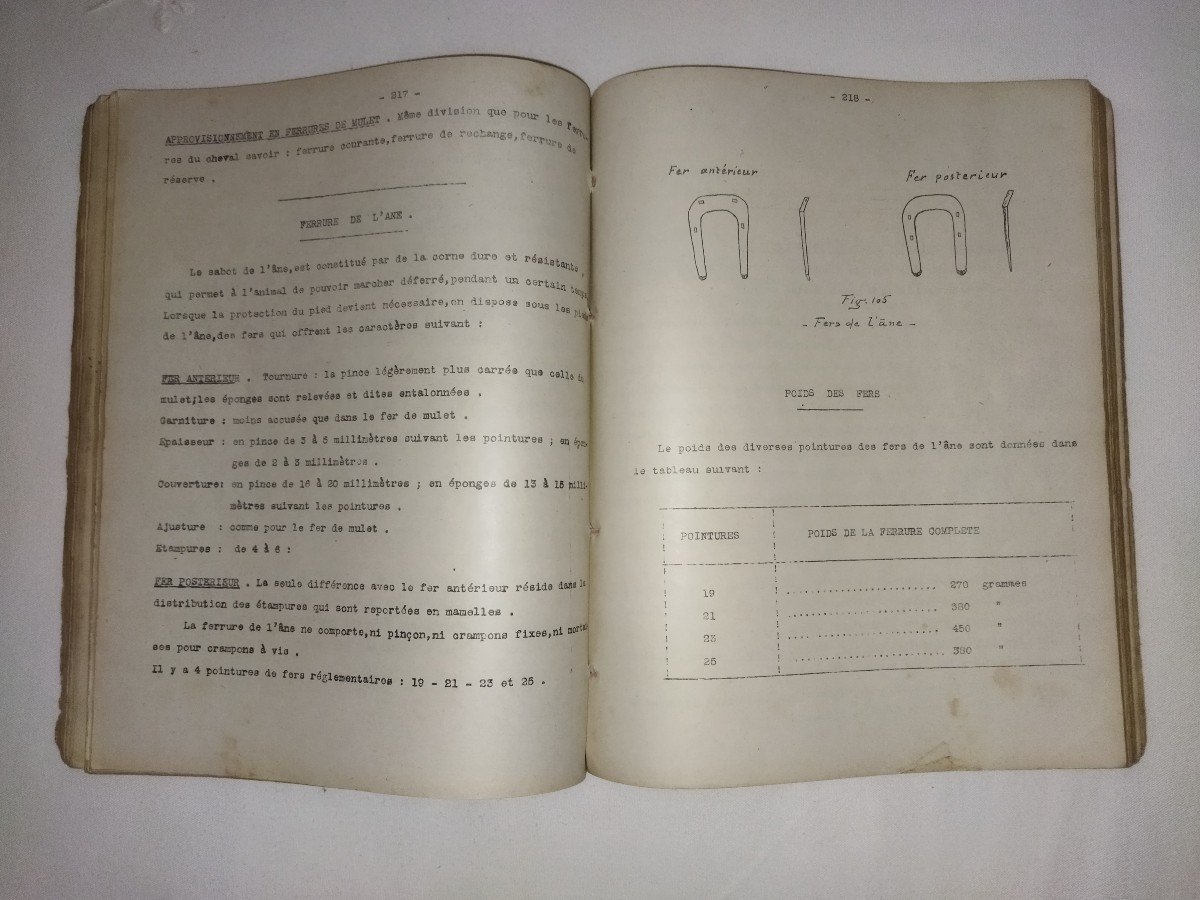 - 217 -
APPROVISIONNEMENT EN FERRURES DE MULET . Même division que pour les ferru-
res du cheval savoir : ferrure courante,ferrure de rechange,ferrure de
réserve .
FERRURE DE L'ANE .
Le sabot de l'âne,est constitué par de la corne dure et résistante ,
qui permet à l'animal de pouvoir marcher déferré,pendant un certain temps
Lorsque la protection du pied devient nécessaire,on dispose sous les pieds
de l'âne,des fers qui offrent les caractères suivant :
FER ANTERIEUR . Tournure : la pince légèrement plus carrée que celle du
mulet;les éponges sont relevées et dites entalonnées .
Garniture : moins accusée que dans le fer de mulet .
Epaisseur : en pince de 3 à 5 millimètres suivant les pointures ; en épon-
ges de 2 à 3 millimètres .
Couverture: en pince de 16 à 20 millimètres ; en éponges de 13 à 15 milli-
mètres suivant les pointures .
Ajusture : comme pour le fer de mulet .
Etampures : de 4 à 6 :
FER POSTERIEUR . La seule différence avec le fer antérieur réside dans la
distribution des étampures qui sont reportées en mamelles .
La ferrure de l'âne ne comporte,ni pinçon,ni crampons fixes,ni mortai
ses pour crampons à vis .
Il y a 4 pointures de fers réglementaires : 19 - 21 - 23 et 25 .
- 218 -
Fer antérieur
Fer posterieur
Fig. 105
- Fers de l'âne -
POIDS DES FERS
Le poids des diverses pointures des fers de l'âne sont données dans
le tableau suivant :
POINTURES POIDS DE LA FERRURE COMPLETE
19 ........................... 270 grammes
21 ........................... 380 "
23 ........................... 450 "
25 ........................... 380 "